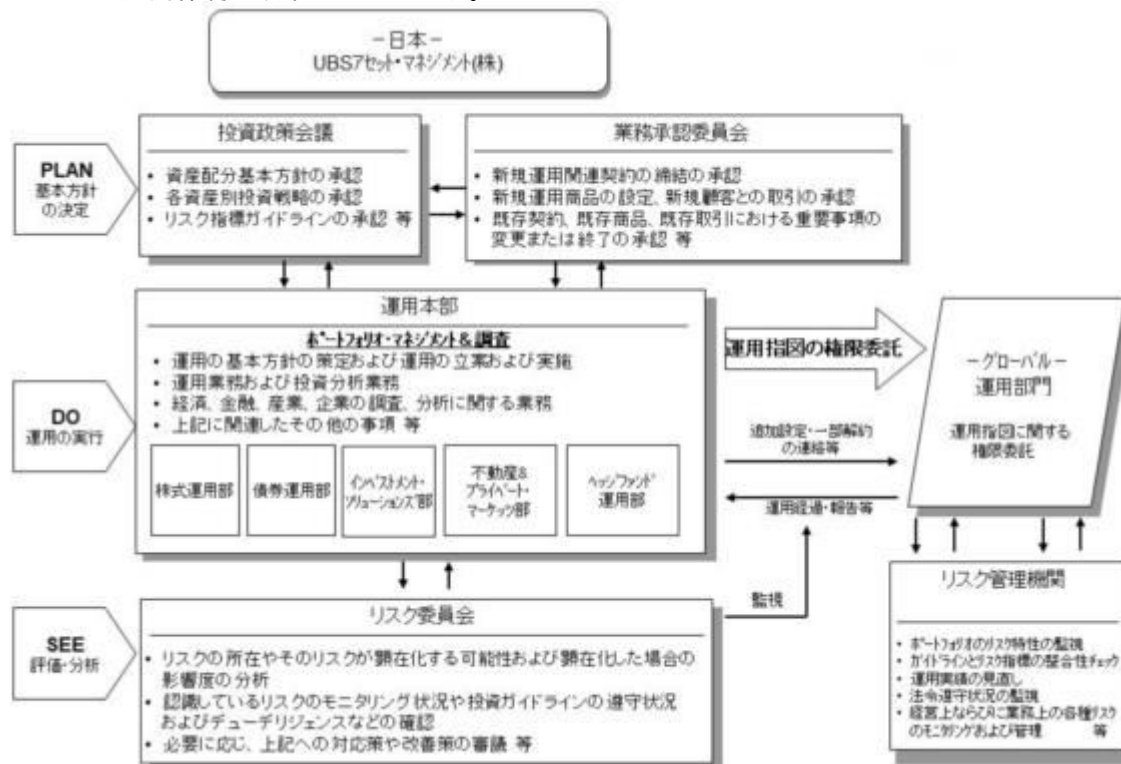 －日本－
UBSアセット・マネジメント(株)
PLAN
基本方針
の決定
投資政策会議
• 資産配分基本方針の承認
• 各資産別投資戦略の承認
• リスク指標ガイドラインの承認 等
業務承認委員会
• 新規運用関連契約の締結の承認
• 新規運用商品の設定、新規顧客との取引の承認
• 既存契約、既存商品、既存取引における重要事項の
変更または終了の承認 等
DO
運用の実行
運用本部
ポートフォリオ・マネジメント＆調査
• 運用の基本方針の策定および運用の立案および実施
• 運用業務および投資分析業務
• 経済、金融、産業、企業の調査、分析に関する業務
• 上記に関連したその他の事項 等
株式運用部
債券運用部
インベストメント・
ソリューションズ部
不動産＆
プライベート・
マーケッツ部
ヘッジファンド
運用部
運用指図の権限委託
追加設定・一部解約
の連絡等
運用経過・報告等
監視
－グローバル－
運用部門
運用指図に関する
権限委託
SEE
評価・分析
リスク委員会
• リスクの所在やそのリスクが顕在化する可能性および顕在化した場合の
影響度の分析
• 認識しているリスクのモニタリング状況や投資ガイドラインの遵守状況
およびデューデリジェンスなどの確認
• 必要に応じ、上記への対応策や改善策の審議 等
リスク管理機関
• ポートフォリオのリスク特性の監視
• ガイドラインとリスク指標の整合性チェック
• 運用実績の見直し
• 法令遵守状況の監視
• 経営上ならびに業務上の各種リスク
のモニタリングおよび管理 等